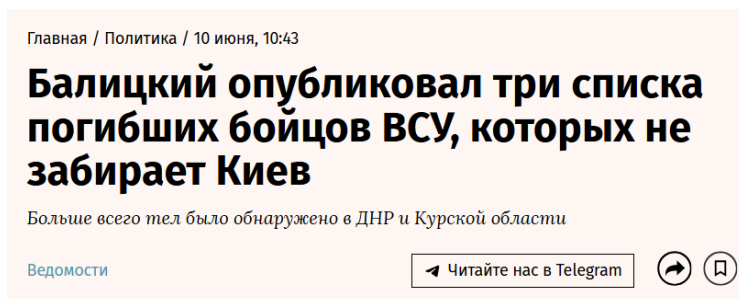 Главная / Политика / 10 июня, 10:43
Балицкий опубликовал три списка
погибших бойцов ВСУ, которых не
забирает Киев
Больше всего тел было обнаружено в ДНР и Курской области
Ведомости
Читайте нас в Telegram